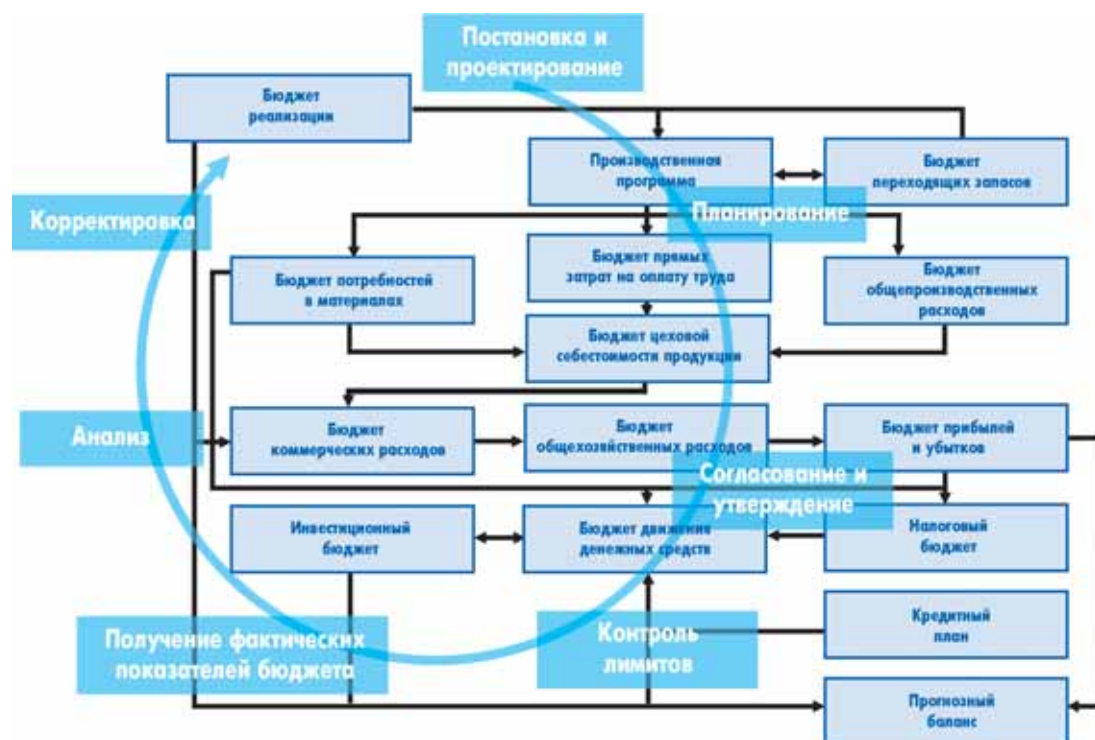 Постановка и
проектирование
Бюджет
реализации
Производственная
программа
Бюджет
переходящих запасов
Корректировка
Планирование
Бюджет потребностей
в материалах
Бюджет прямых
затрат на оплату труда
Бюджет
общепроизводственных
расходов
Бюджет цеховой
себестоимости продукции
Анализ
Бюджет
коммерческих расходов
Бюджет
общехозяйственных расходов
Бюджет прибылей
и убытков
Согласование и
утверждение
Инвестиционный
бюджет
Бюджет движения
денежных средств
Налоговый
бюджет
Получение фактических
показателей бюджета
Контроль
лимитов
Кредитный
план
Прогнозный
баланс